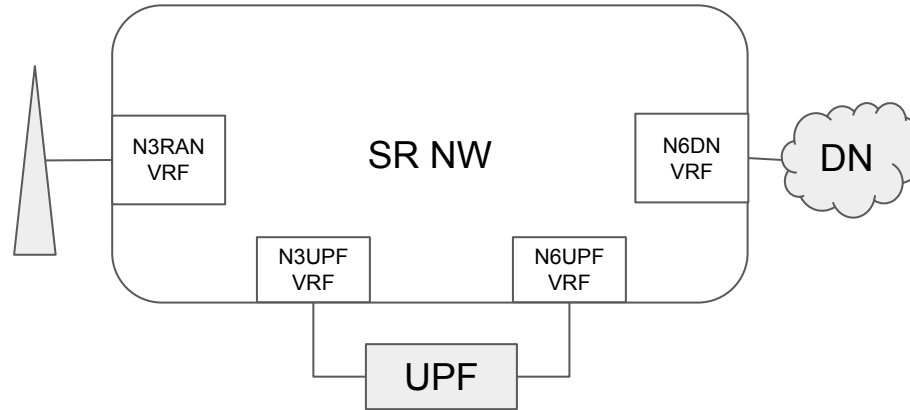 N3RAN
VRF
SR NW
N6DN
VRF
DN
N3UPF
VRF
N6UPF
VRF
UPF